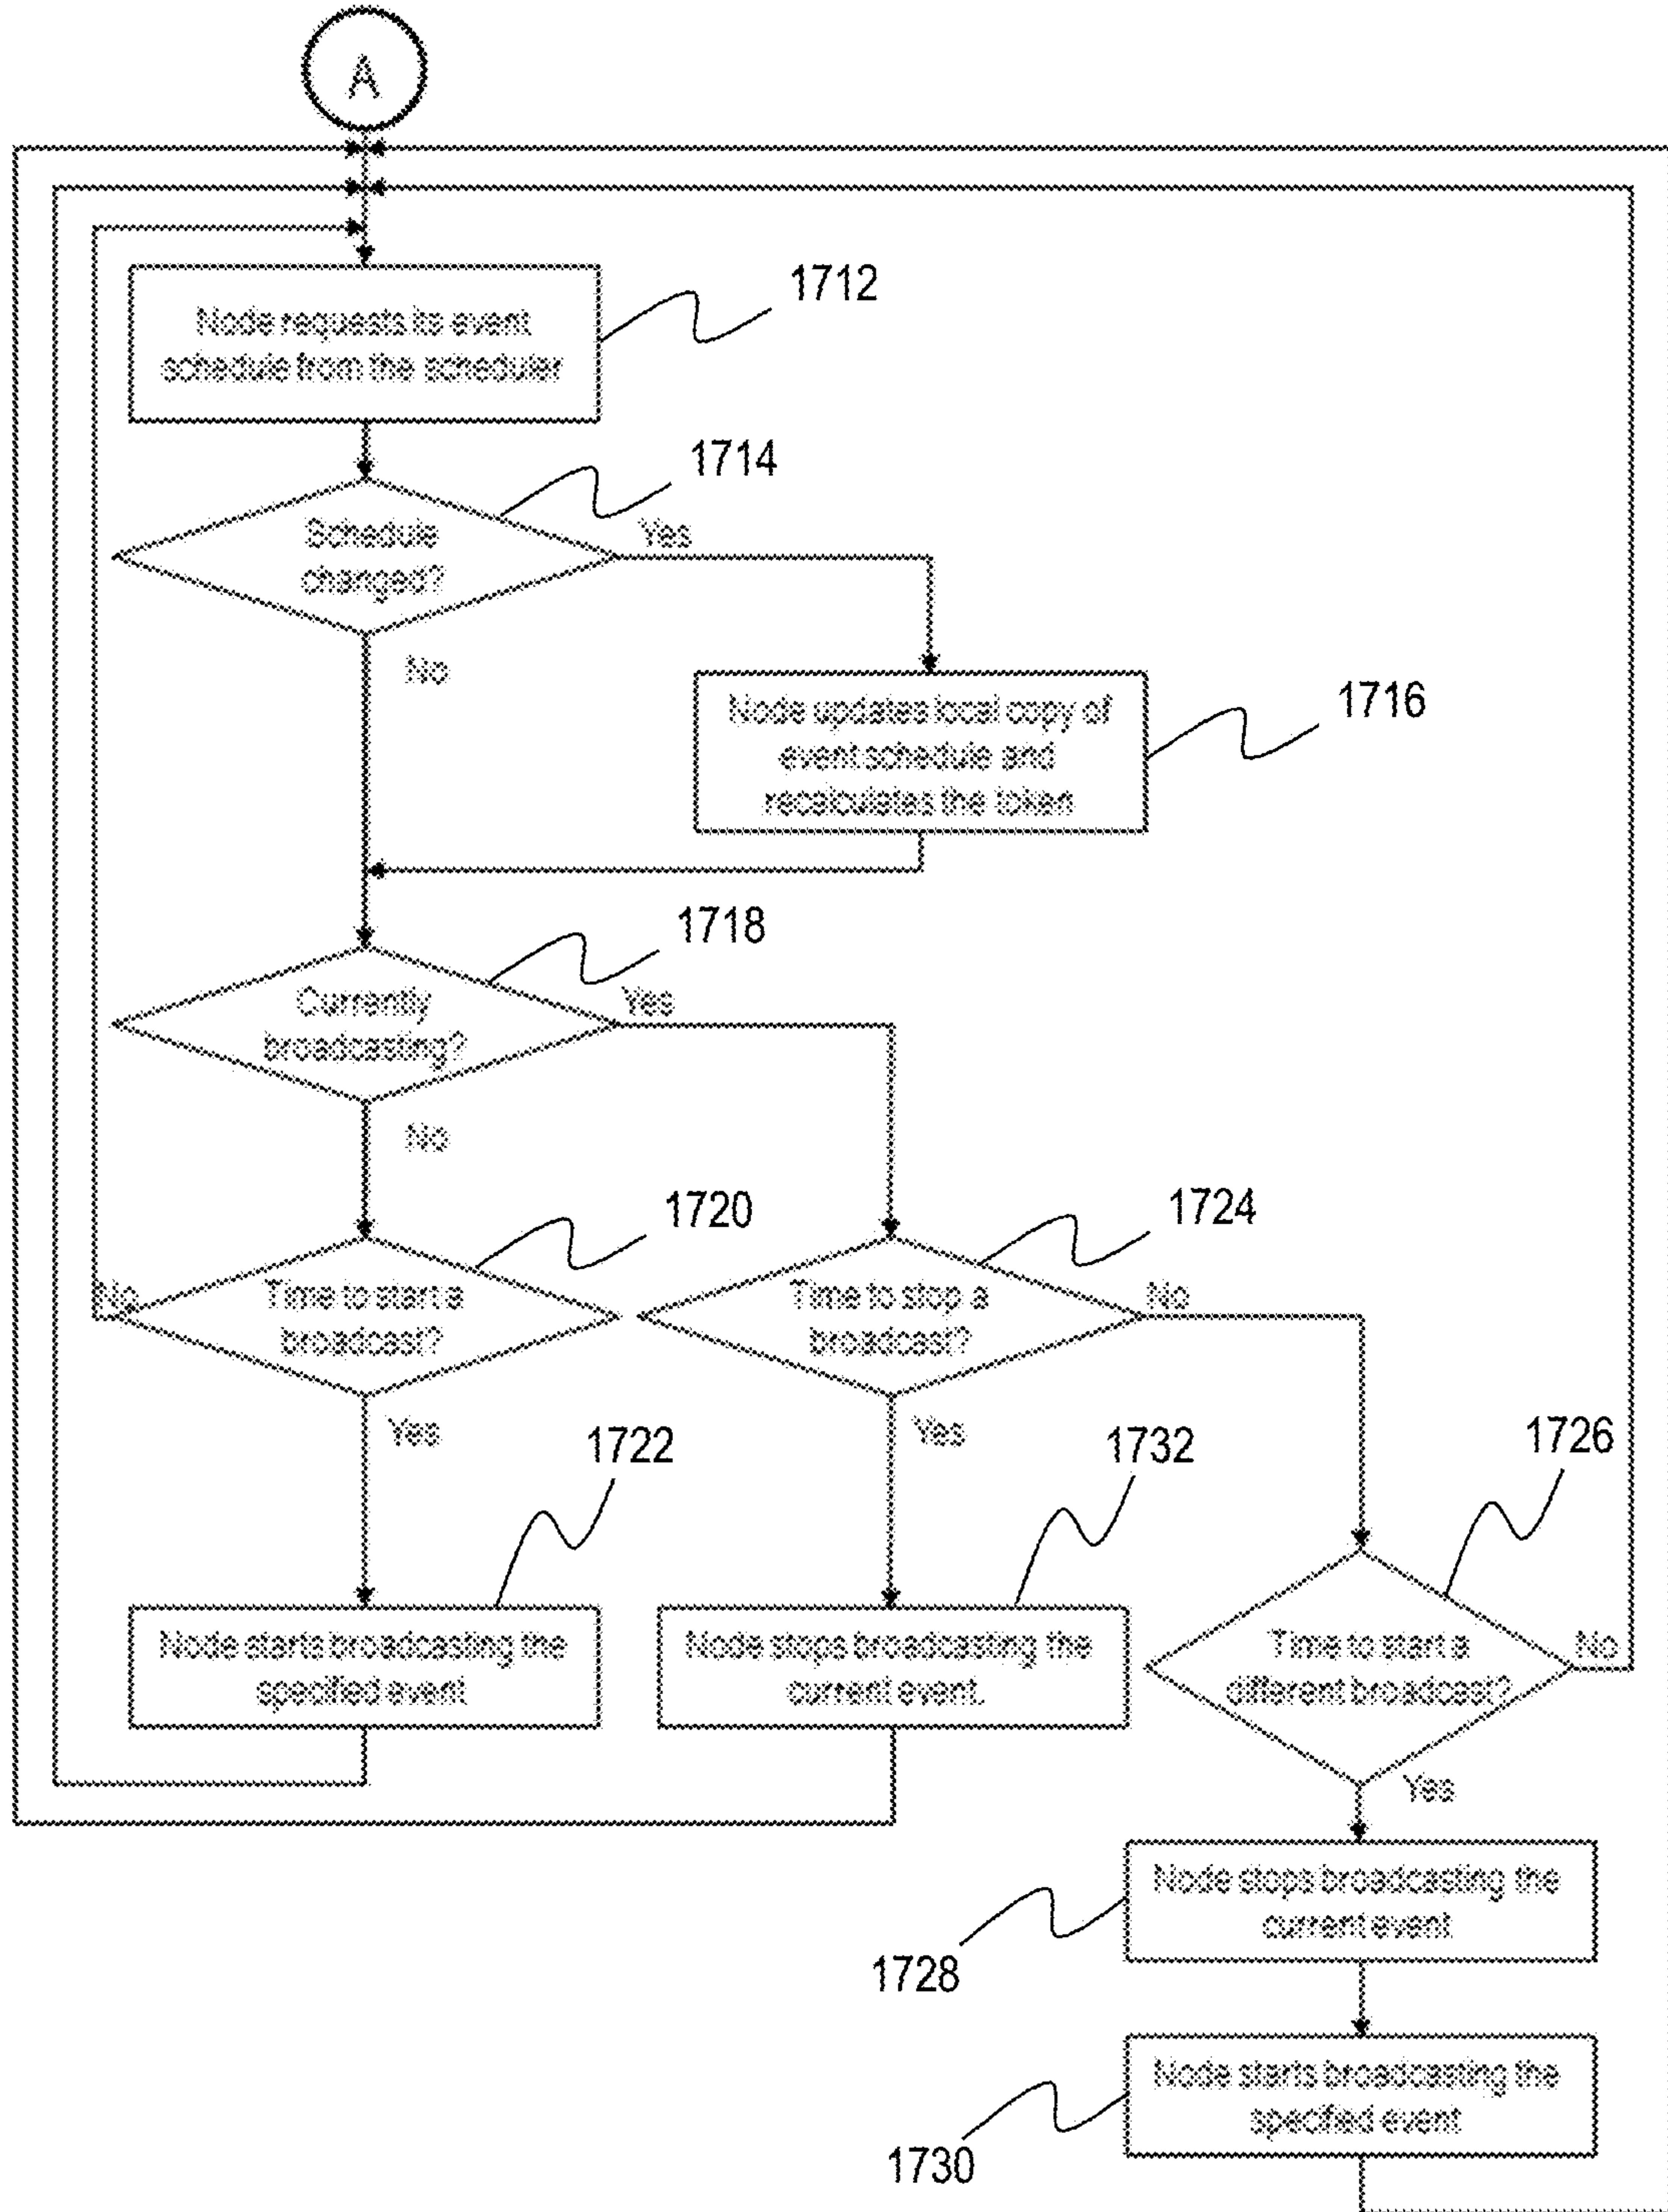 A
1712
Node requests its event
schedule from the scheduler
1714
Schedule
changed?
Yes
No
1716
Node updates local copy of
event schedule and
recalculates the token
1718
Currently
broadcasting?
Yes
No
1720
Time to start a
broadcast?
No
Yes
1724
Time to stop a
broadcast?
No
Yes
1722
Node starts broadcasting the
specified event
1732
Node stops broadcasting the
current event.
1726
Time to start a
different broadcast?
No
Yes
Node stops broadcasting the
current event
1728
Node starts broadcasting the
specified event
1730